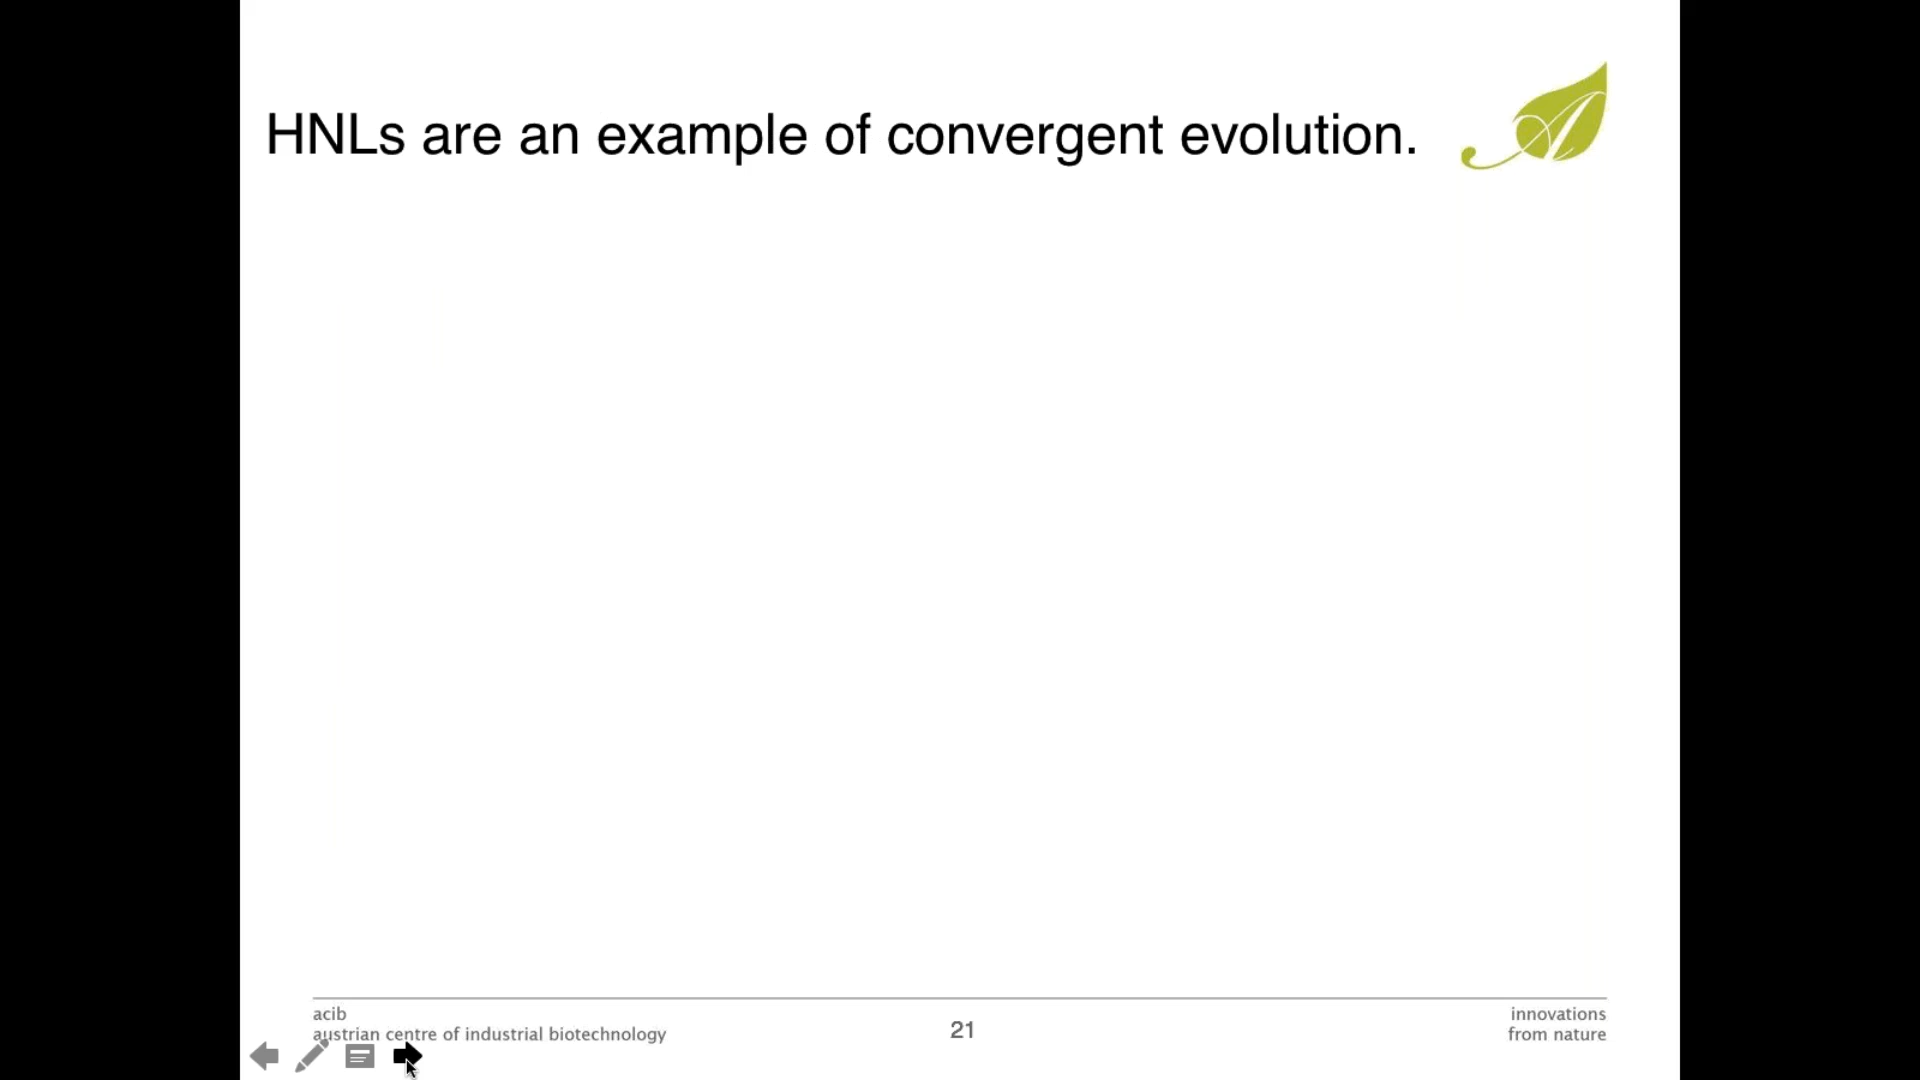 HNLs are an example of convergent evolution.
acib
austrian centre of industrial biotechnology
21
innovations
from nature